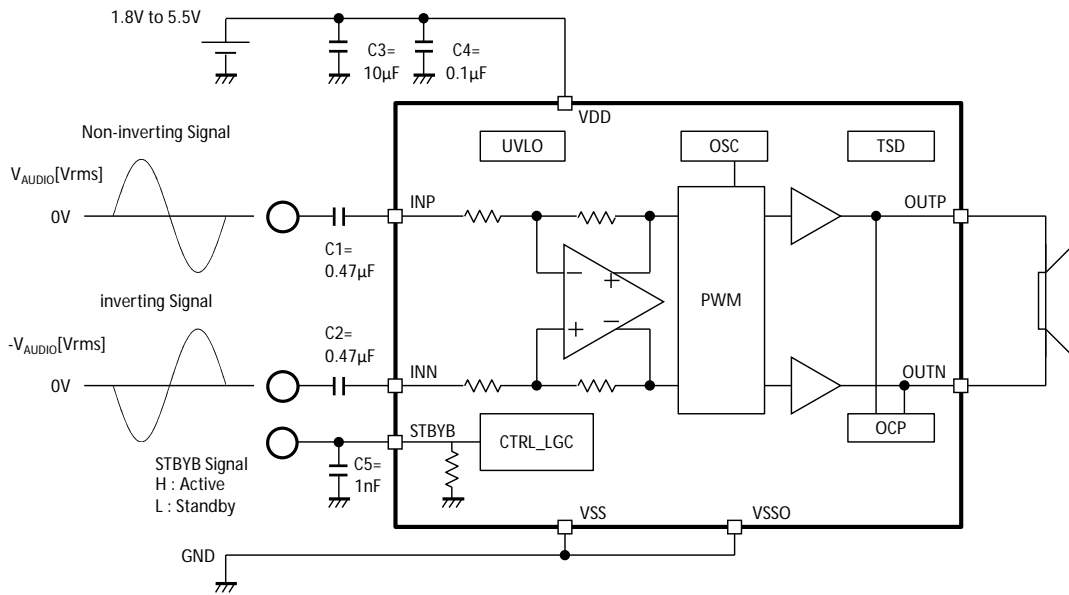 1.8V to 5.5V
C3=
10µF
C4=
0.1µF
VDD
Non-inverting Signal
VAUDIO[Vrms]
0V
C1=
0.47µF
INP
UVLO
OSC
TSD
OUTP
−
+
+
−
PWM
inverting Signal
-VAUDIO[Vrms]
0V
C2=
0.47µF
INN
OUTN
OCP
STBYB
CTRL_LGC
STBYB Signal
H : Active
L : Standby
C5=
1nF
VSS
VSSO
GND